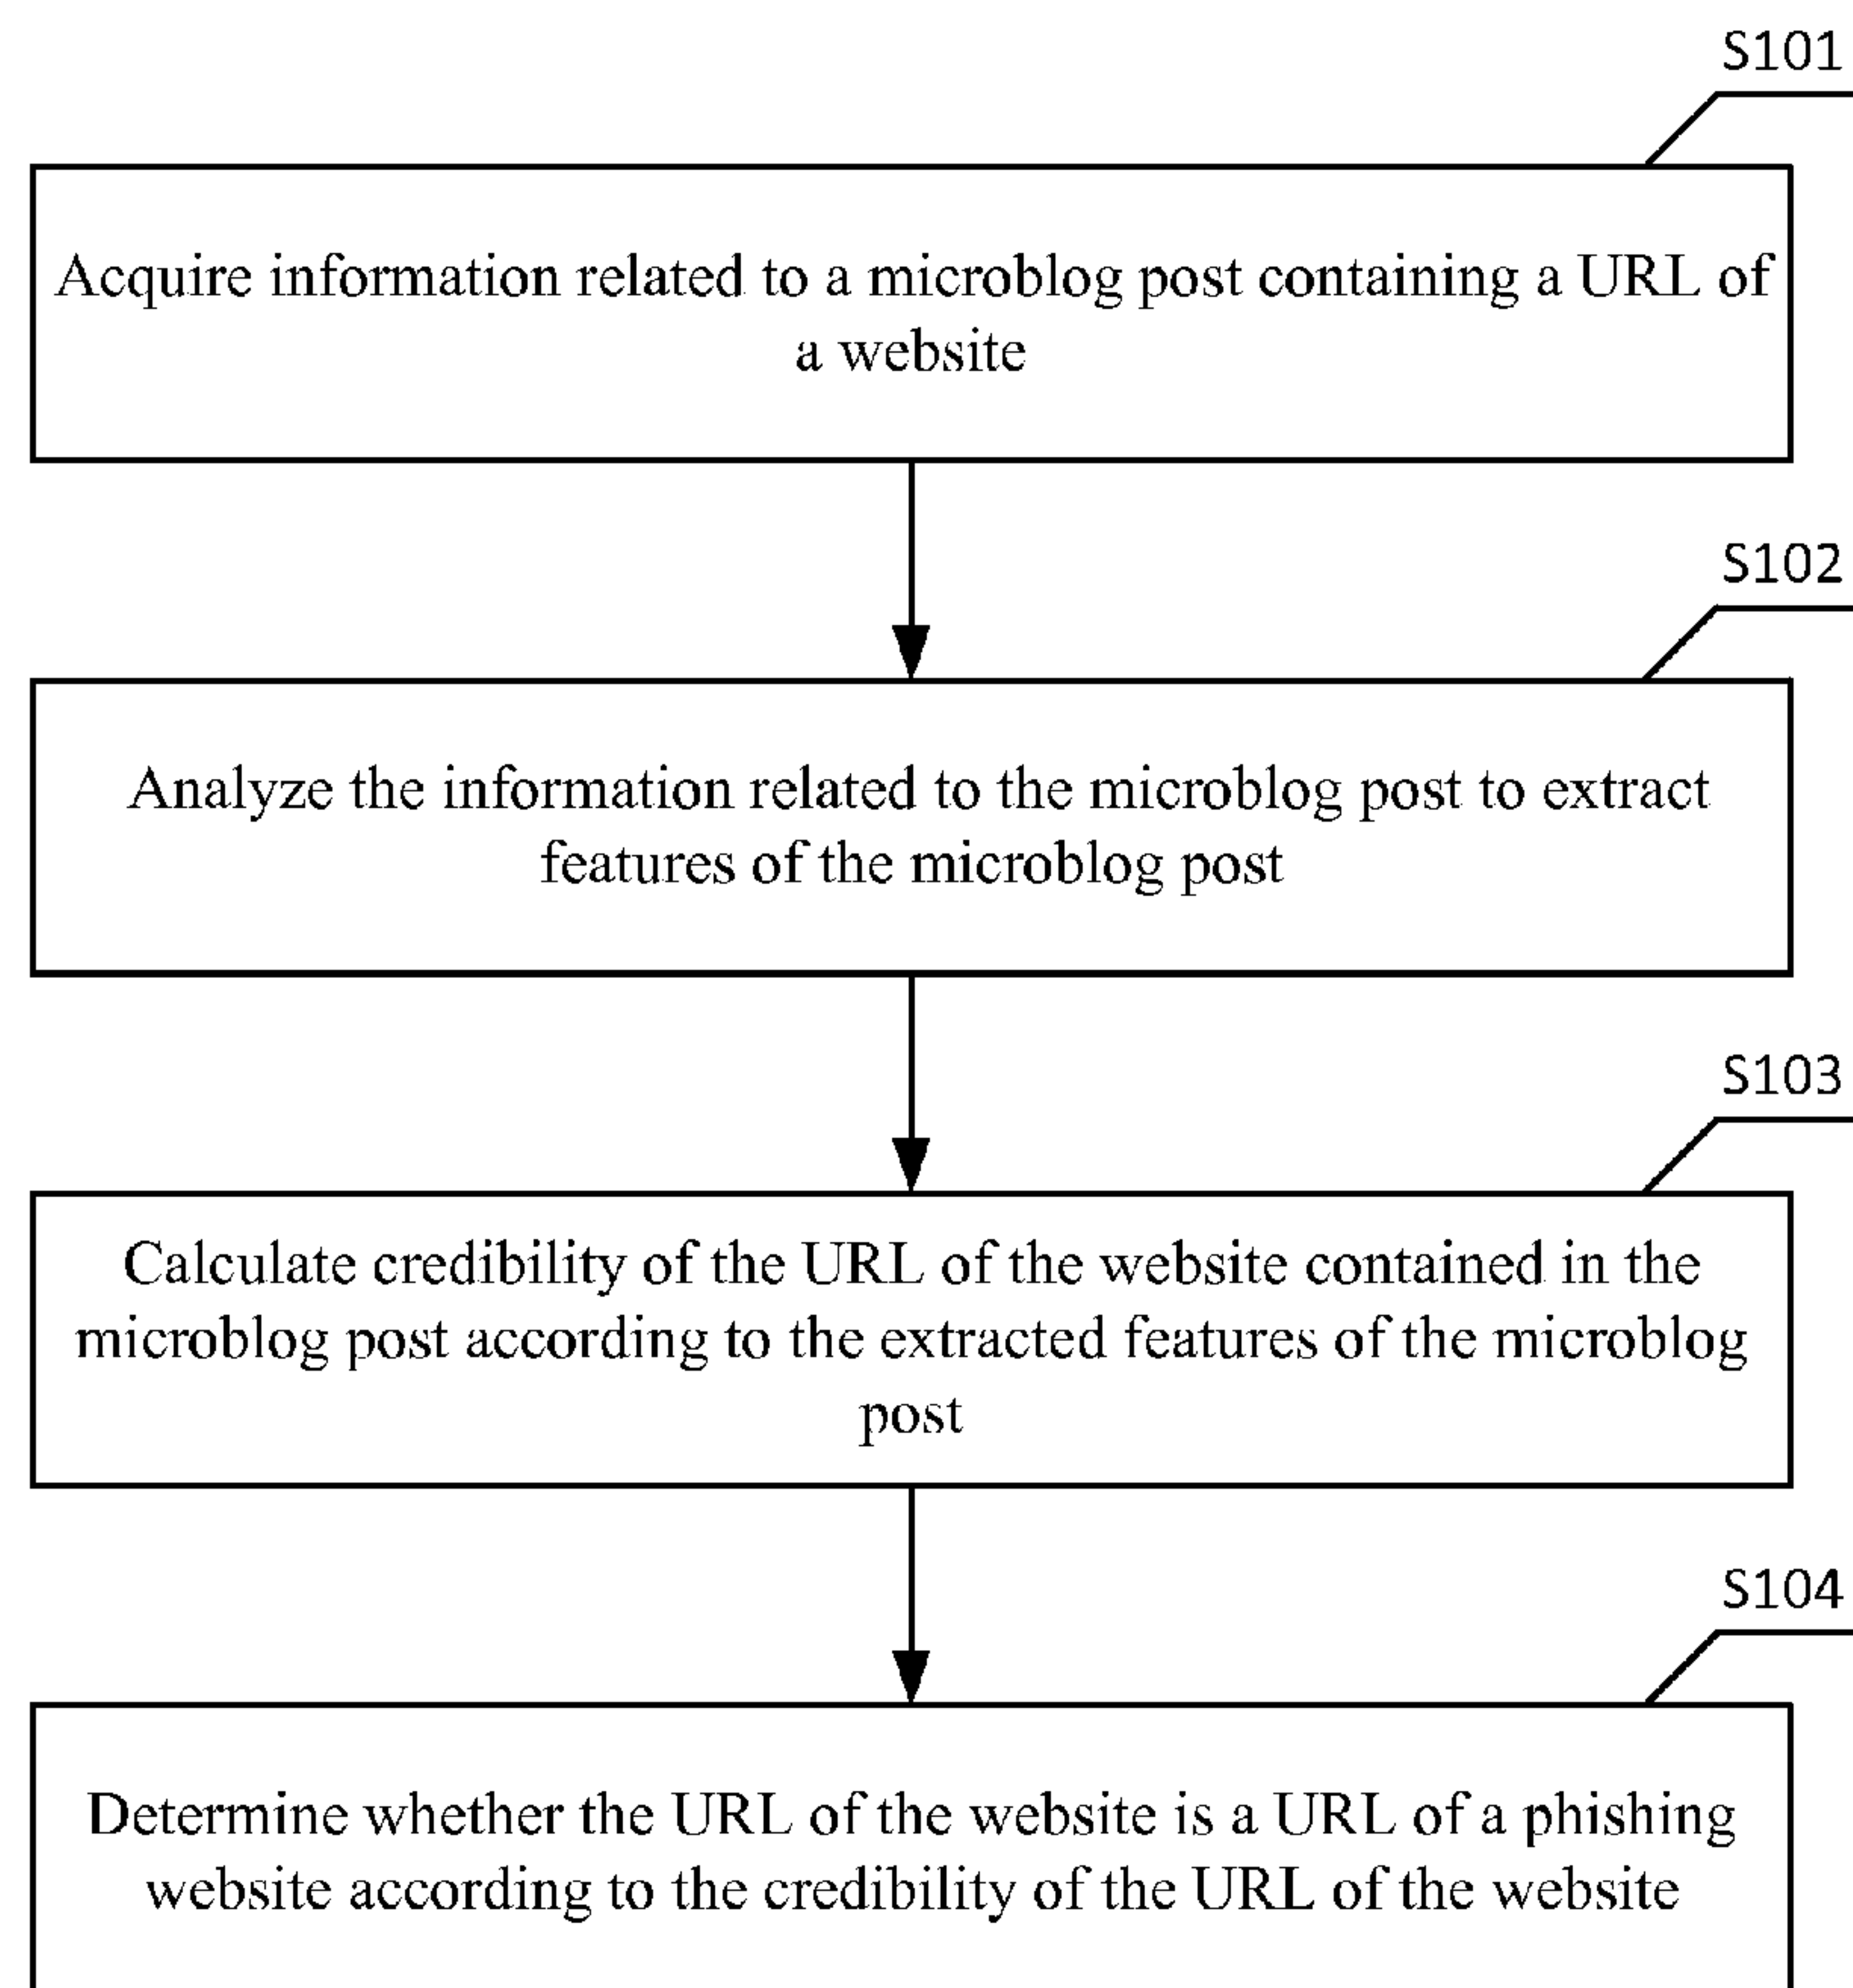 S101
Acquire information related to a microblog post containing a URL of
a website
S102
Analyze the information related to the microblog post to extract
features of the microblog post
S103
Calculate credibility of the URL of the website contained in the
microblog post according to the extracted features of the microblog
post
S104
Determine whether the URL of the website is a URL of a phishing
website according to the credibility of the URL of the website